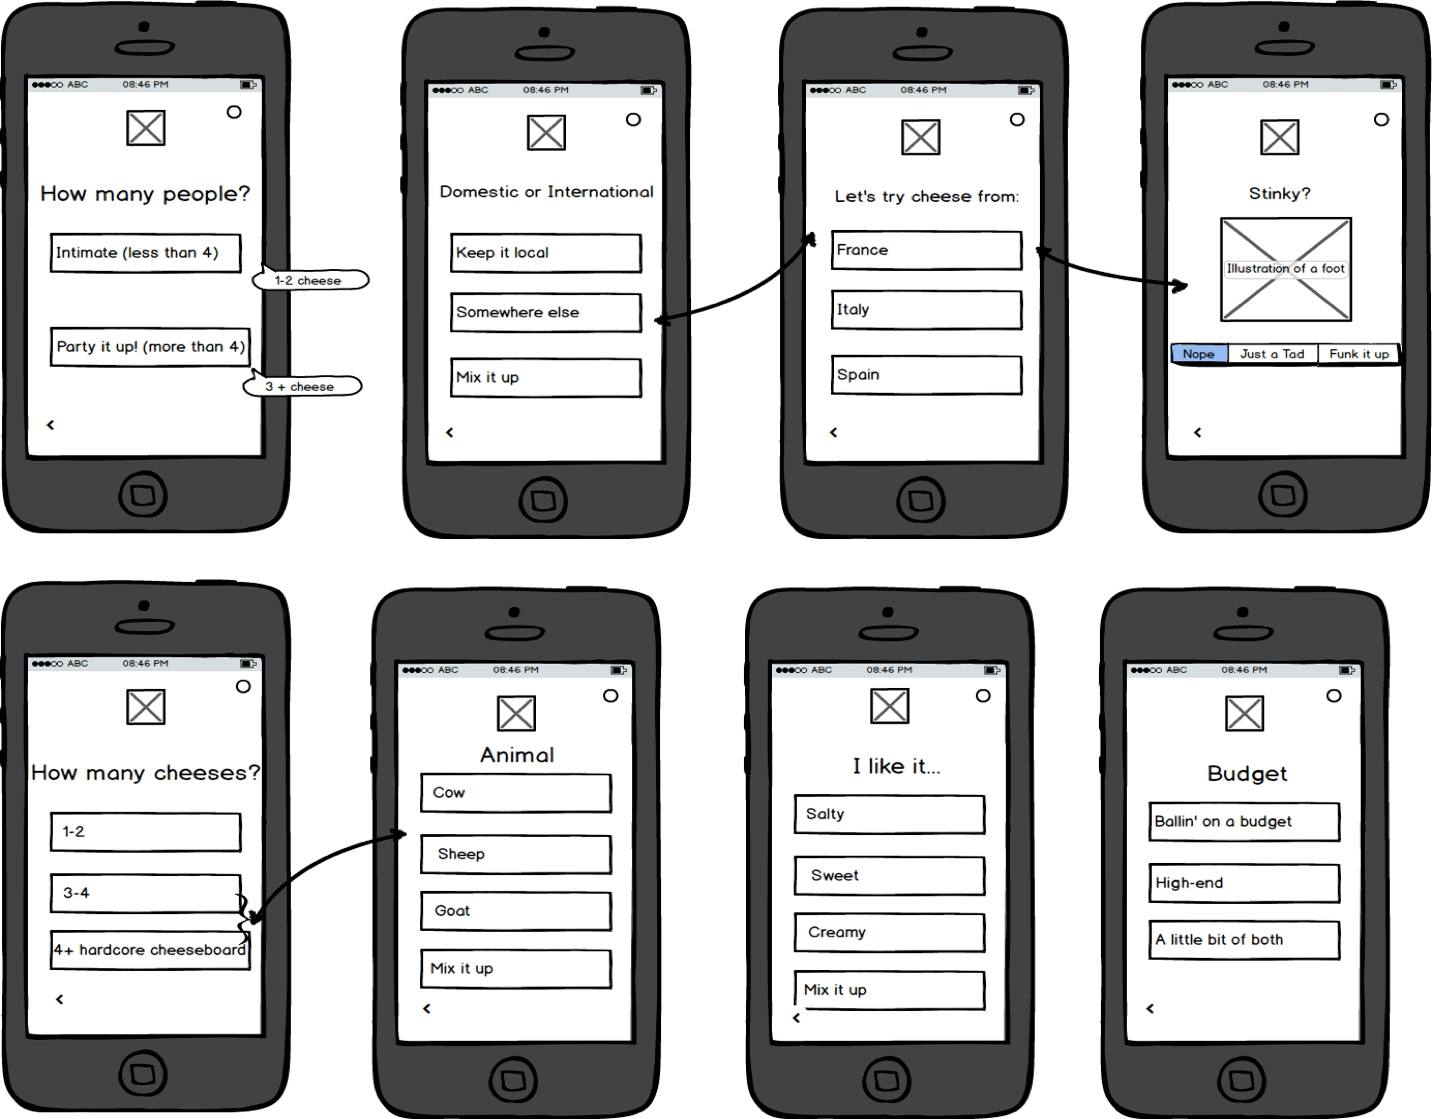 ABC 08:46 PM
How many people?
Intimate (less than 4)
1-2 cheese
Party it up! (more than 4)
3 + cheese
<
ABC 08:46 PM
Domestic or International
Keep it local
Somewhere else
Mix it up
<
ABC 08:46 PM
Let's try cheese from:
France
Italy
Spain
<
ABC 08:46 PM
Stinky?
Illustration of a foot
Nope Just a Tad Funk it up
<
ABC 08:46 PM
How many cheeses?
1-2
3-4
4+ hardcore cheeseboard
<
ABC 08:46 PM
Animal
Cow
Sheep
Goat
Mix it up
<
ABC 08:46 PM
I like it...
Salty
Sweet
Creamy
Mix it up
<
ABC 08:46 PM
Budget
Ballin' on a budget
High-end
A little bit of both
<